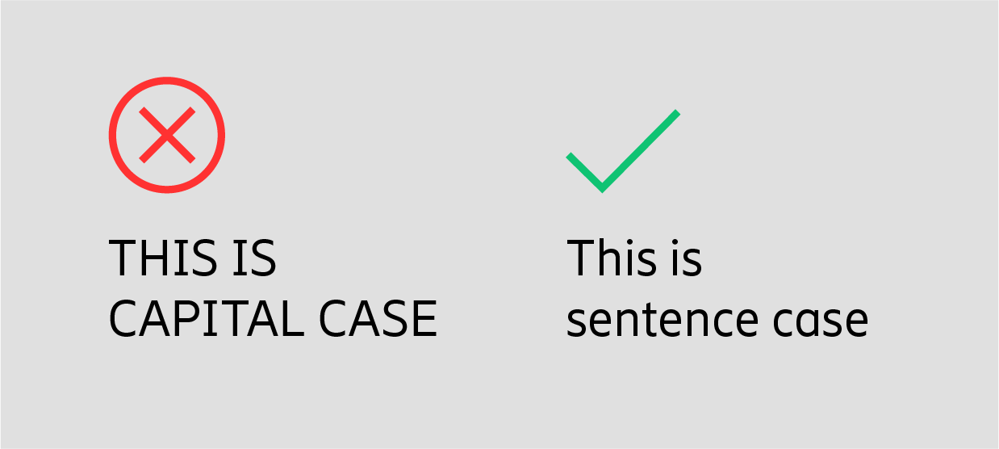 THIS IS
CAPITAL CASE
This is
sentence case